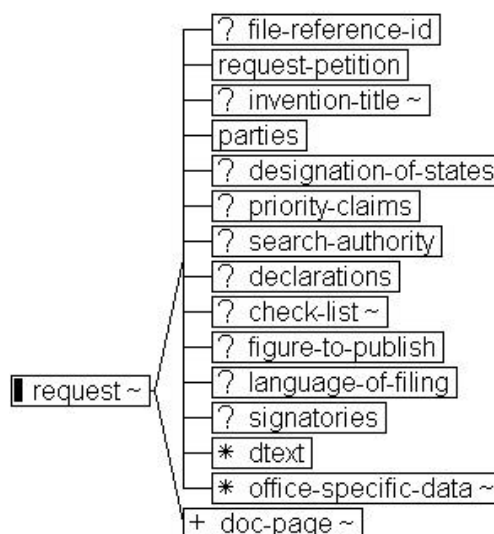 ? file-reference-id
request-petition
? invention-title ~
parties
? designation-of-states
? priority-claims
? search-authority
? declarations
? check-list ~
? figure-to-publish
request ~
? language-of-filing
? signatories
* dtext
* office-specific-data ~
+ doc-page ~